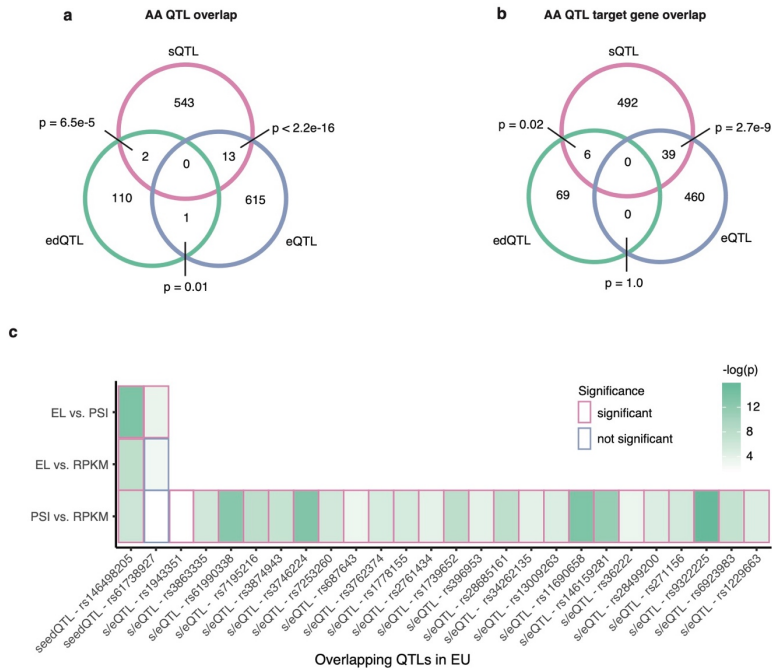 a
AA QTL overlap
b
AA QTL target gene overlap
sQTL
543
p = 6.5e-5
p < 2.2e-16
2
0
13
110
1
615
edQTL
eQTL
p = 0.01
sQTL
492
p = 0.02
p = 2.7e-9
6
0
39
69
0
460
edQTL
eQTL
p = 1.0
c
-log(p)
Significance
significant
not significant
12
8
4
EL vs. PSI
EL vs. RPKM
PSI vs. RPKM
seedQTL - rs146498205
seedQTL - rs61738927
s/eQTL - rs1943351
s/eQTL - rs3863335
s/eQTL - rs61990338
s/eQTL - rs7195216
s/eQTL - rs3874943
s/eQTL - rs3746224
s/eQTL - rs7253260
s/eQTL - rs687643
s/eQTL - rs3762374
s/eQTL - rs1778155
s/eQTL - rs2761434
s/eQTL - rs1739652
s/eQTL - rs396953
s/eQTL - rs28685161
s/eQTL - rs34262135
s/eQTL - rs13009263
s/eQTL - rs11690658
s/eQTL - rs146159281
s/eQTL - rs36222
s/eQTL - rs28499200
s/eQTL - rs271156
s/eQTL - rs9322225
s/eQTL - rs6923983
s/eQTL - rs1229663
Overlapping QTLs in EU